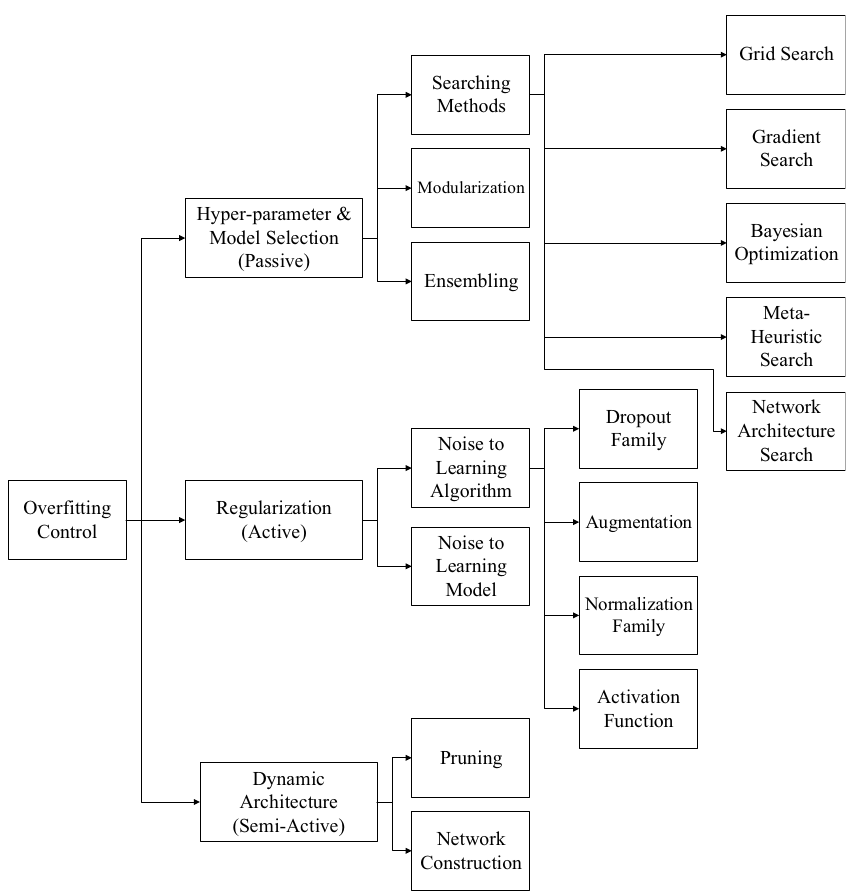 Overfitting
Control
Hyper-parameter &
Model Selection
(Passive)
Searching
Methods
Modularization
Ensembling
Grid Search
Gradient
Search
Bayesian
Optimization
Meta-
Heuristic
Search
Network
Architecture
Search
Regularization
(Active)
Noise to
Learning
Algorithm
Noise to
Learning
Model
Dropout
Family
Augmentation
Normalization
Family
Activation
Function
Dynamic
Architecture
(Semi-Active)
Pruning
Network
Construction